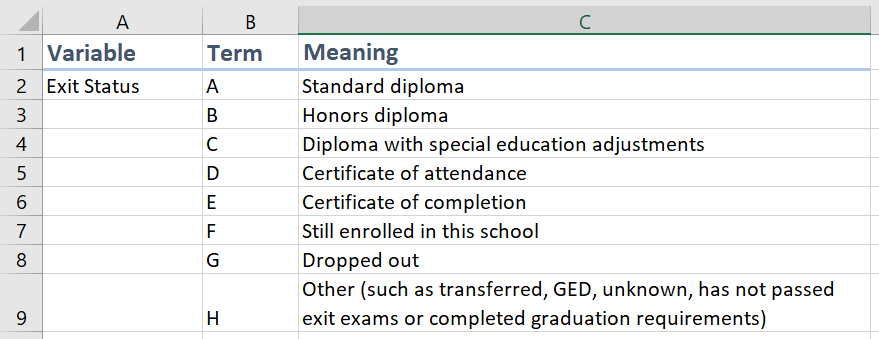 A B C
1 Variable Term Meaning
2 Exit Status A Standard diploma
3 B Honors diploma
4 C Diploma with special education adjustments
5 D Certificate of attendance
6 E Certificate of completion
7 F Still enrolled in this school
8 G Dropped out
Other (such as transferred, GED, unknown, has not passed
9 H exit exams or completed graduation requirements)